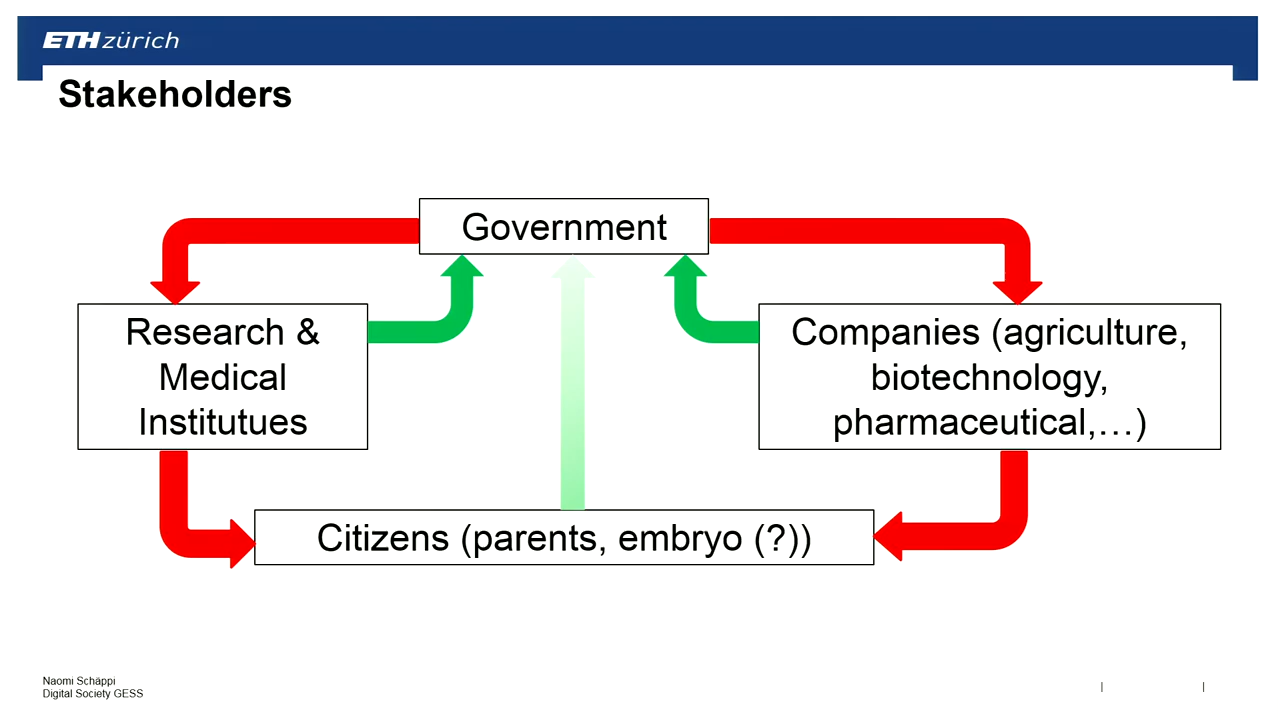 ETH zürich
Stakeholders
Government
Research &
Medical
Institutues
Companies (agriculture,
biotechnology,
pharmaceutical,…)
Citizens (parents, embryo (?))
Naomi Schäppi
Digital Society GESS
| |